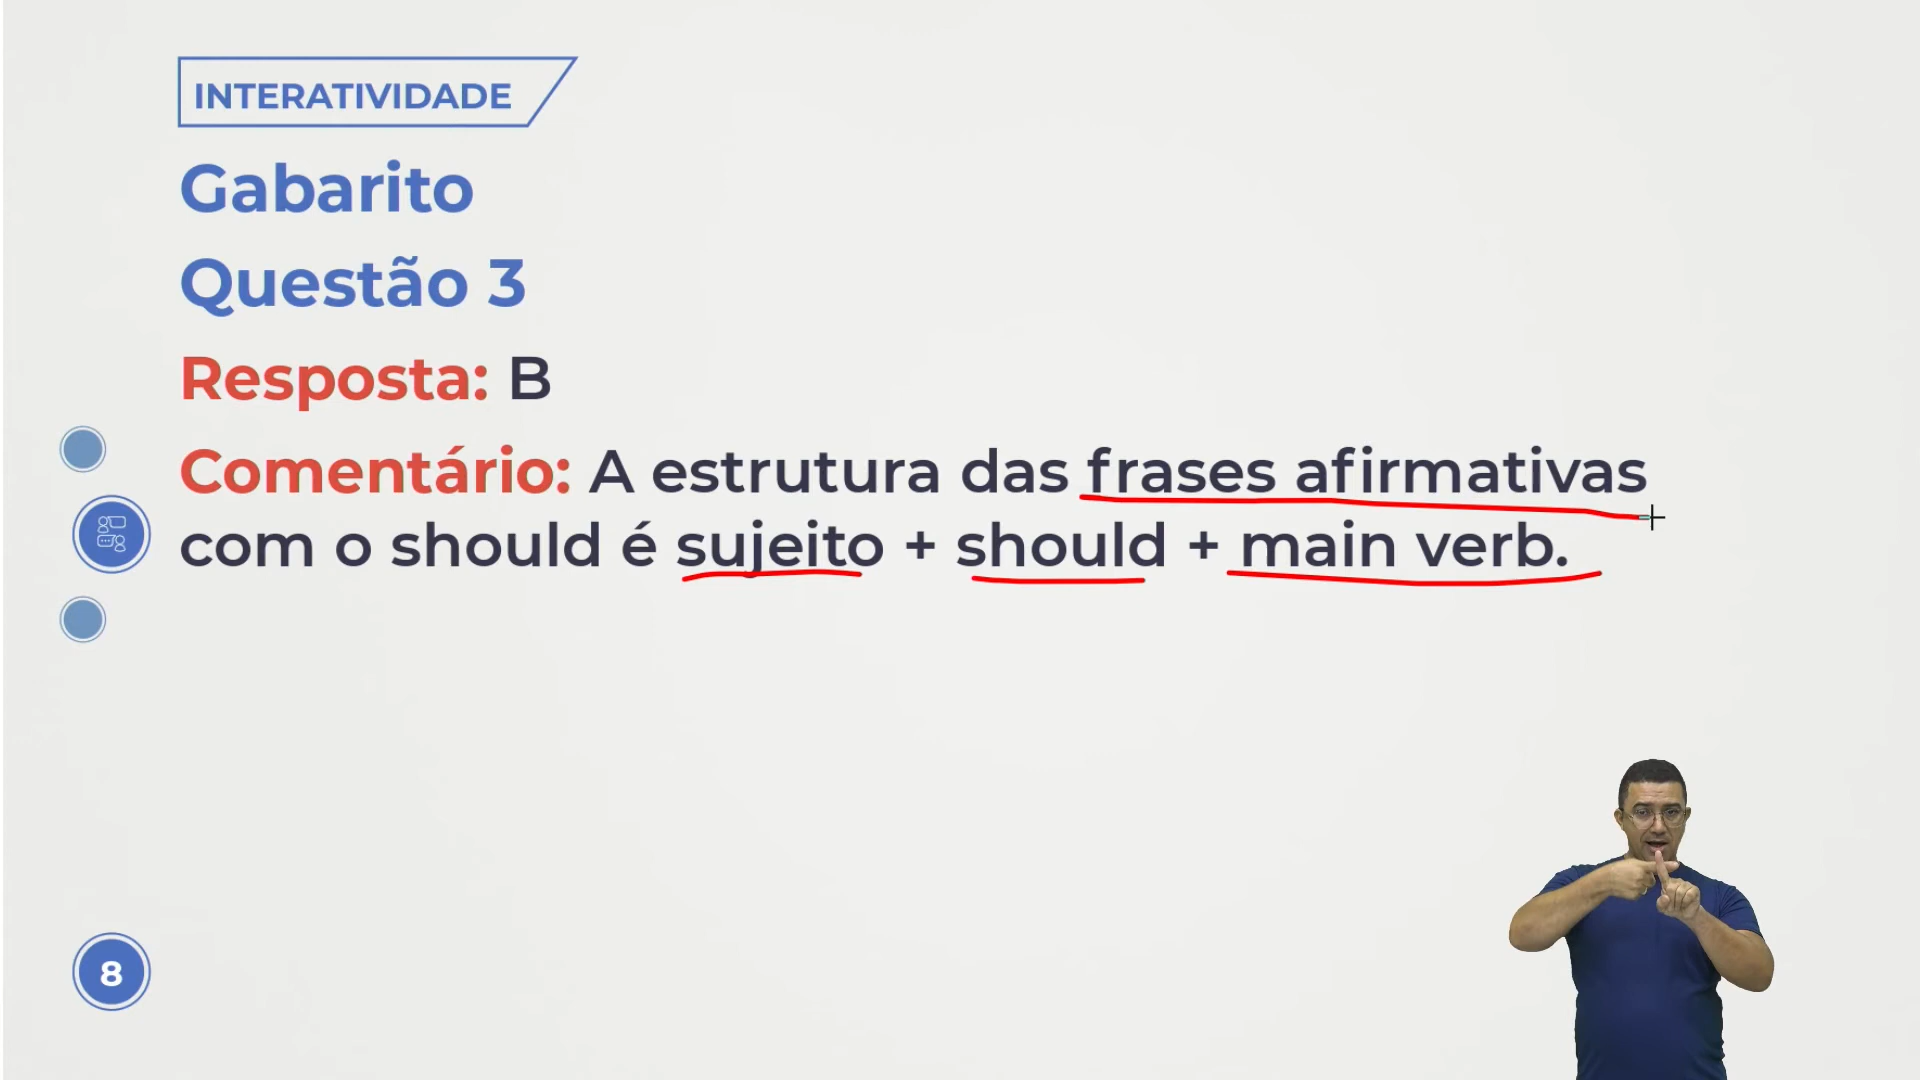 INTERATIVIDADE
Gabarito
Questão 3
Resposta: B
Comentário: A estrutura das frases afirmativas
com o should é sujeito + should + main verb.
8